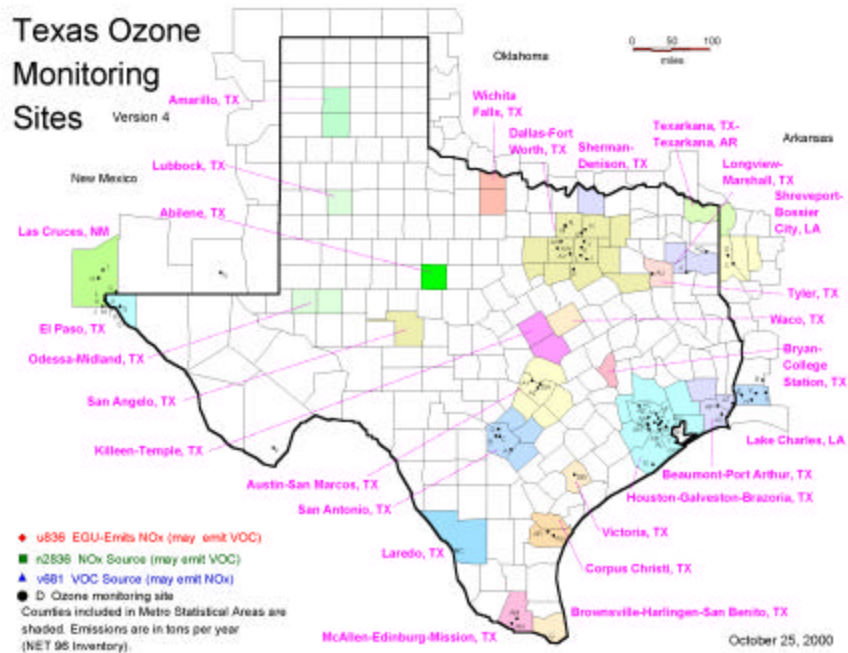 Texas Ozone
Monitoring
Sites
Version 4
Oklahoma
0 50 100
miles
Amarillo, TX
Wichita
Falls, TX
Dallas-Fort
Worth, TX
Sherman-
Denison, TX
Texarkana, TX-
Texarkana, AR
Arkansas
Longview-
Marshall, TX
Lubbock, TX
New Mexico
Shreveport-
Bossier
City, LA
Abilene, TX
Las Cruces, NM
Tyler, TX
El Paso, TX
Waco, TX
Odessa-Midland, TX
Bryan-
College
Station, TX
San Angelo, TX
Killeen-Temple, TX
Lake Charles, LA
Austin-San Marcos, TX
Beaumont-Port Arthur, TX
San Antonio, TX
Houston-Galveston-Brazoria, TX
Victoria, TX
Laredo, TX
Corpus Christi, TX
Brownsville-Harlingen-San Benito, TX
McAllen-Edinburg-Mission, TX
u836 EGU-Emits NOx (may emit VOC)
n2836 NOx Source (may emit VOC)
v681 VOC Source (may emit NOx)
D Ozone monitoring site
Counties included in Metro Statistical Areas are
shaded. Emissions are in tons per year
(NET 96 Inventory).
October 25, 2000